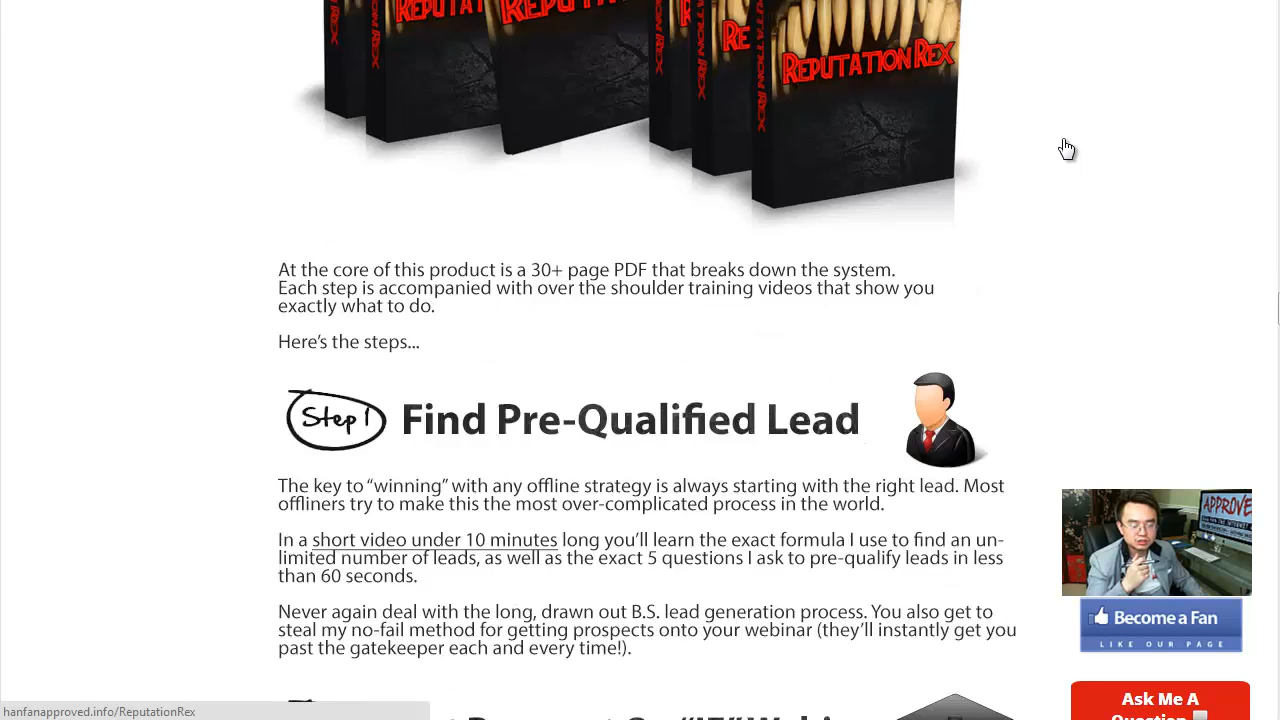 REPUTATION REX
REPUTATION REX
At the core of this product is a 30+ page PDF that breaks down the system.
Each step is accompanied with over the shoulder training videos that show you
exactly what to do.
Here's the steps...
Step 1 Find Pre-Qualified Lead
The key to “winning” with any offline strategy is always starting with the right lead. Most
offliners try to make this the most over-complicated process in the world.
In a short video under 10 minutes long you'll learn the exact formula I use to find an un-
limited number of leads, as well as the exact 5 questions I ask to pre-qualify leads in less
than 60 seconds.
Never again deal with the long, drawn out B.S. lead generation process. You also get to
steal my no-fail method for getting prospects onto your webinar (they'll instantly get you
past the gatekeeper each and every time!).
APPROVE
Become a Fan
LIKE OUR PAGE
Ask Me A
Question
hanfanapproved.info/ReputationRex